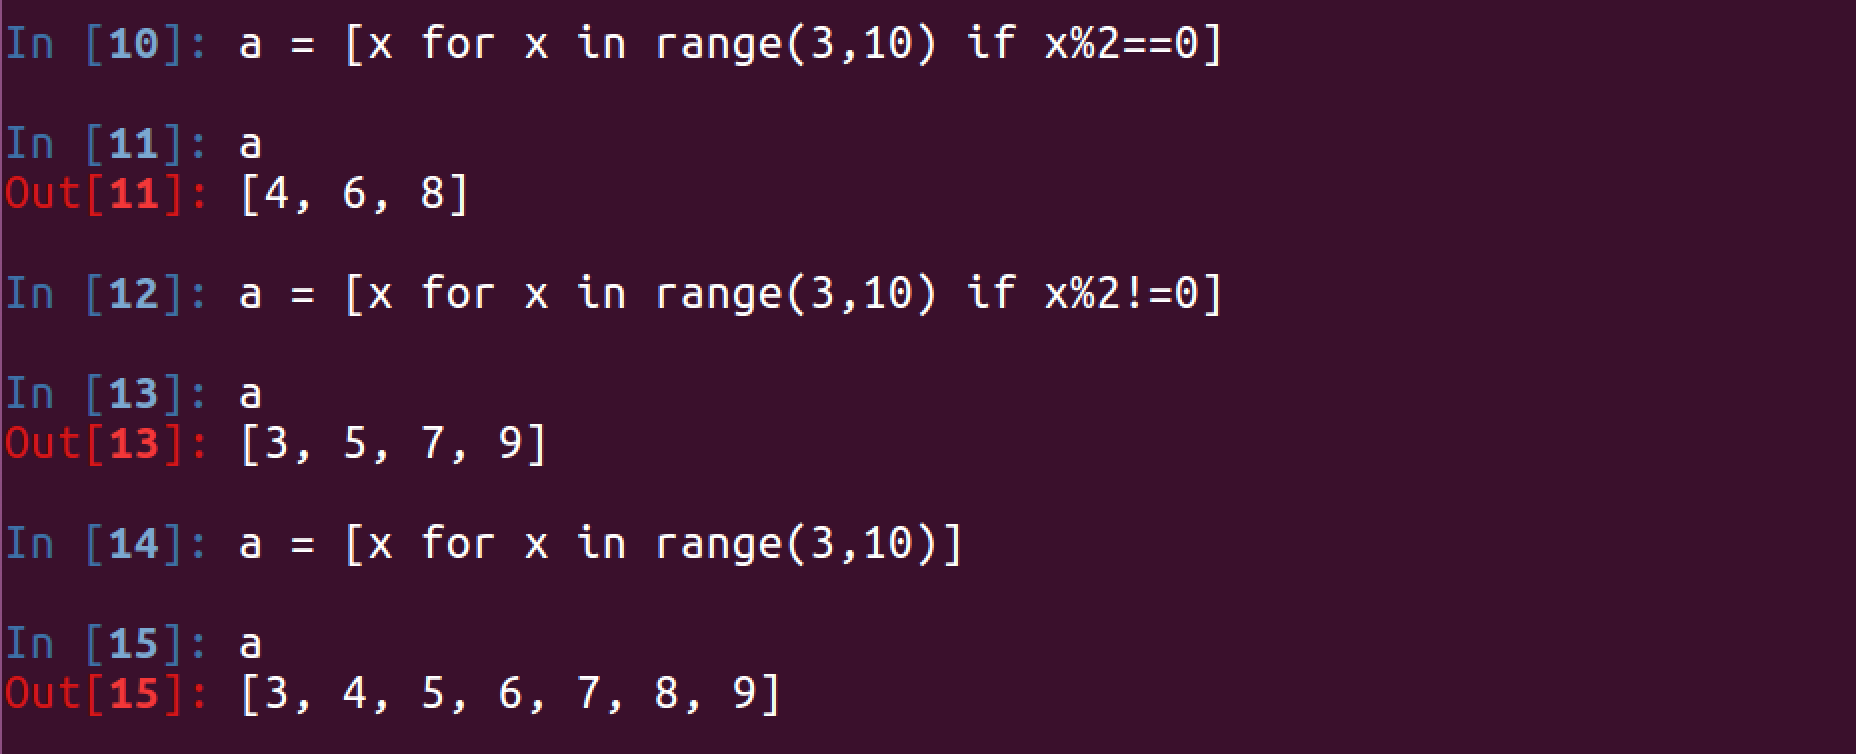 In [10]: a = [x for x in range(3,10) if x%2==0]
In [11]: a
Out[11]: [4, 6, 8]
In [12]: a = [x for x in range(3,10) if x%2!=0]
In [13]: a
Out[13]: [3, 5, 7, 9]
In [14]: a = [x for x in range(3,10)]
In [15]: a
Out[15]: [3, 4, 5, 6, 7, 8, 9]